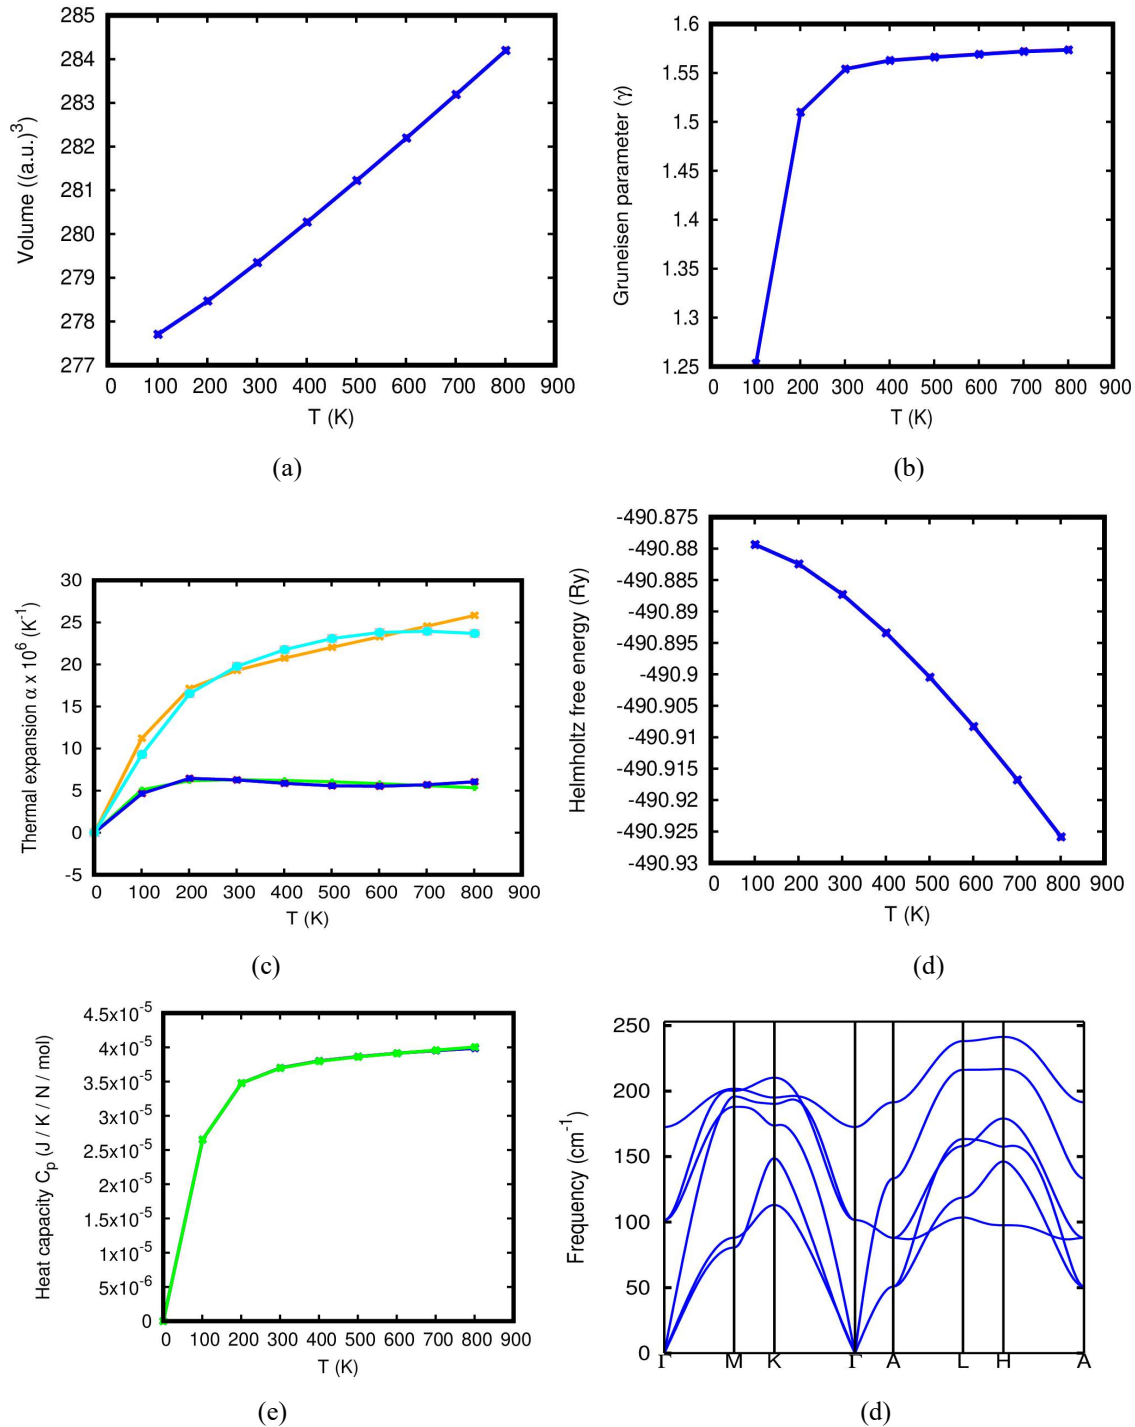 285
284
283
282
281
280
279
278
277
0 100 200 300 400 500 600 700 800 900
Volume ((a.u.)^3)
T (K)
(a)
1.6
1.55
1.5
1.45
1.4
1.35
1.3
1.25
0 100 200 300 400 500 600 700 800 900
Gruneisen parameter (γ)
T (K)
(b)
30
25
20
15
10
5
0
-5
0 100 200 300 400 500 600 700 800 900
Thermal expansion α x 10^6 (K^-1)
T (K)
(c)
-490.875
-490.88
-490.885
-490.89
-490.895
-490.9
-490.905
-490.91
-490.915
-490.92
-490.925
-490.93
0 100 200 300 400 500 600 700 800 900
Helmholtz free energy (Ry)
T (K)
(d)
4.5x10^-5
4x10^-5
3.5x10^-5
3x10^-5
2.5x10^-5
2x10^-5
1.5x10^-5
1x10^-5
5x10^-6
0
0 100 200 300 400 500 600 700 800 900
Heat capacity C_p (J / K / N / mol)
T (K)
(e)
250
200
150
100
50
0
Γ M K Γ A L H A
Frequency (cm^-1)
(d)